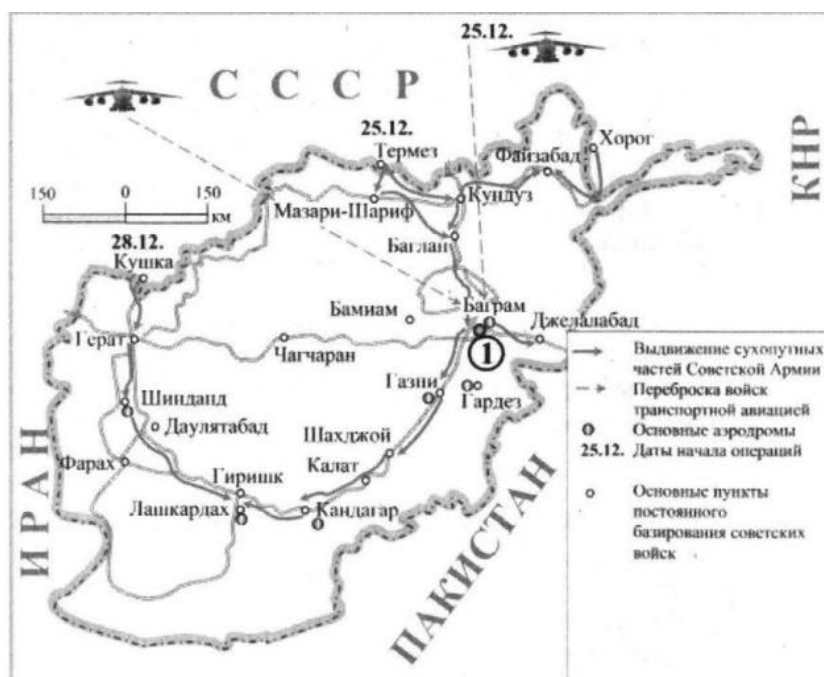 25.12.
СССР
25.12.
Термез
Хорог
Файзабад
КНР
150 0 150
км
Мазари-Шариф
Кундуз
Баглан
28.12.
Кушка
Баграм
Бамиам
Джелалабад
Герат
Чагчаран
1
Газни
Гардез
Шинданд
Даулятабад
Шахджой
Калат
Фарах
Гиришк
Лашкардах
Кандагар
ИРАН
ПАКИСТАН
Выдвижение сухопутных
частей Советской Армии
Переброска войск
транспортной авиацией
Основные аэродромы
25.12. Даты начала операций
Основные пункты
постоянного
базирования советских
войск